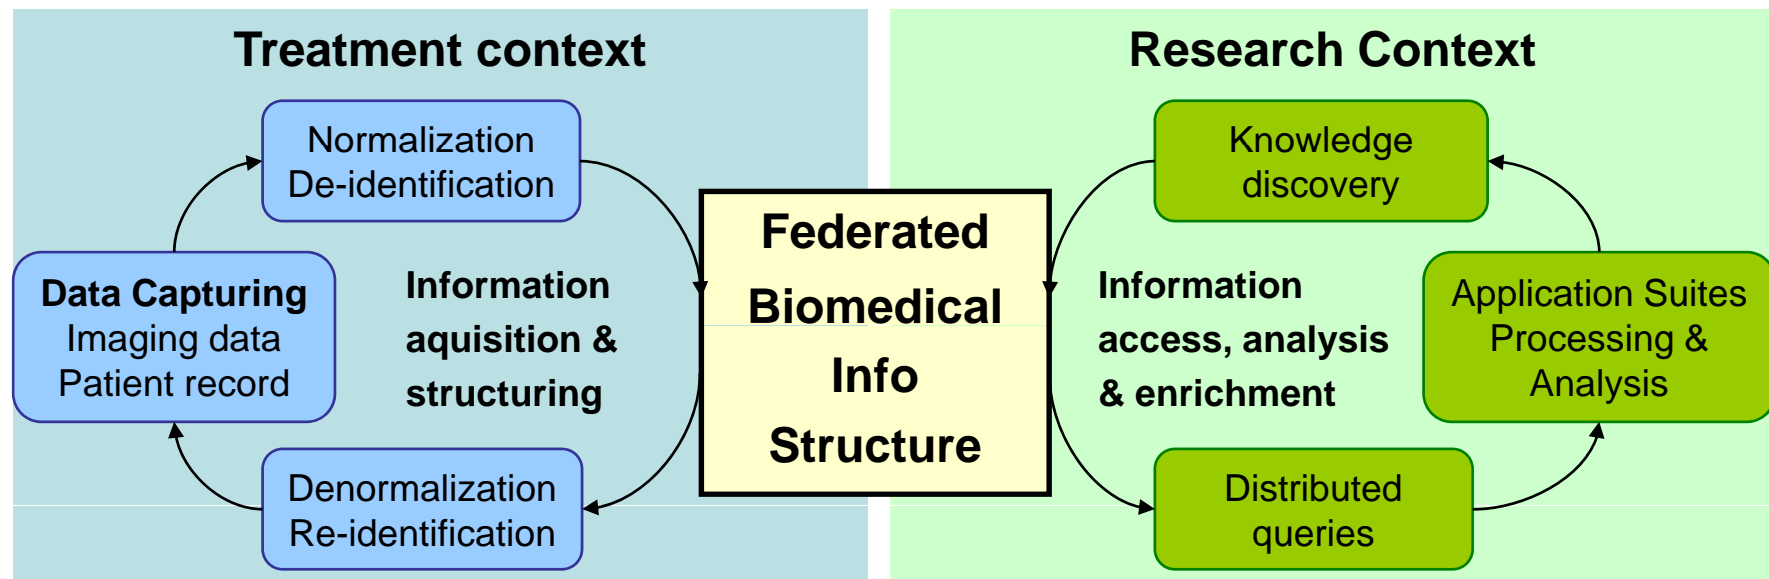 Treatment context
Normalization
De-identification
Data Capturing
Imaging data
Patient record
Information
aquisition &
structuring
Denormalization
Re-identification
Federated
Biomedical
Info
Structure
Research Context
Knowledge
discovery
Information
access, analysis
& enrichment
Application Suites
Processing &
Analysis
Distributed
queries